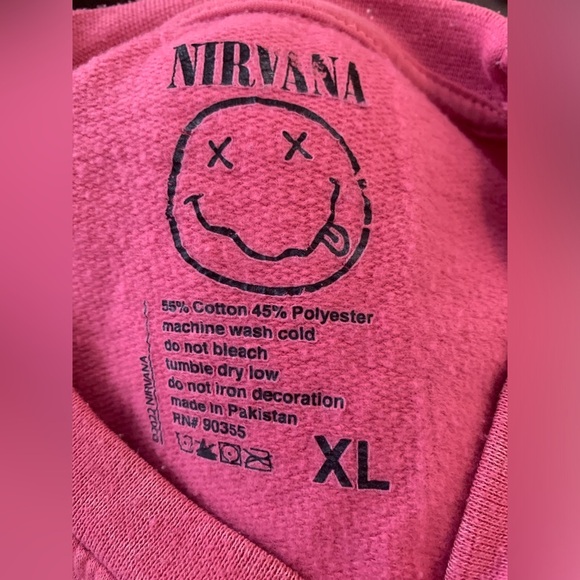 NIRVANA
55% Cotton 45% Polyester
machine wash cold
do not bleach
tumble dry low
do not iron decoration
made in Pakistan
RN# 90355
XL
©2022 NIRVANA